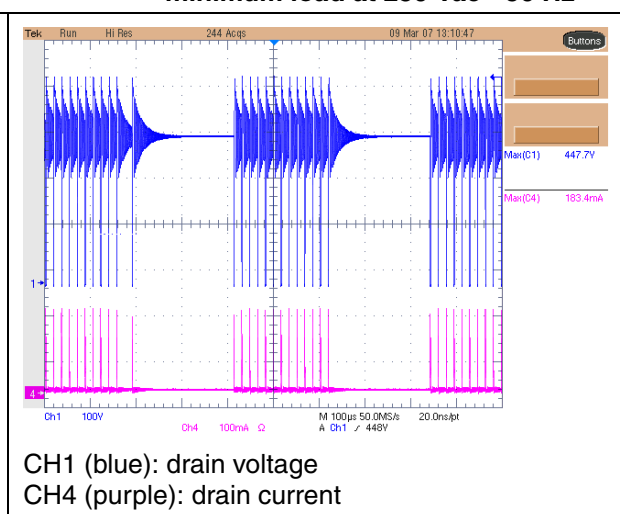 Tek Run Hi Res 244 Acqs 09 Mar 07 13:10:47
Buttons
Max(C1) 447.7V
Max(C4) 183.4mA
1
4
Ch1 100V M 100µs 50.0MS/s 20.0ns/pt
Ch4 100mA Ω A Ch1 ∕ 448V
CH1 (blue): drain voltage
CH4 (purple): drain current